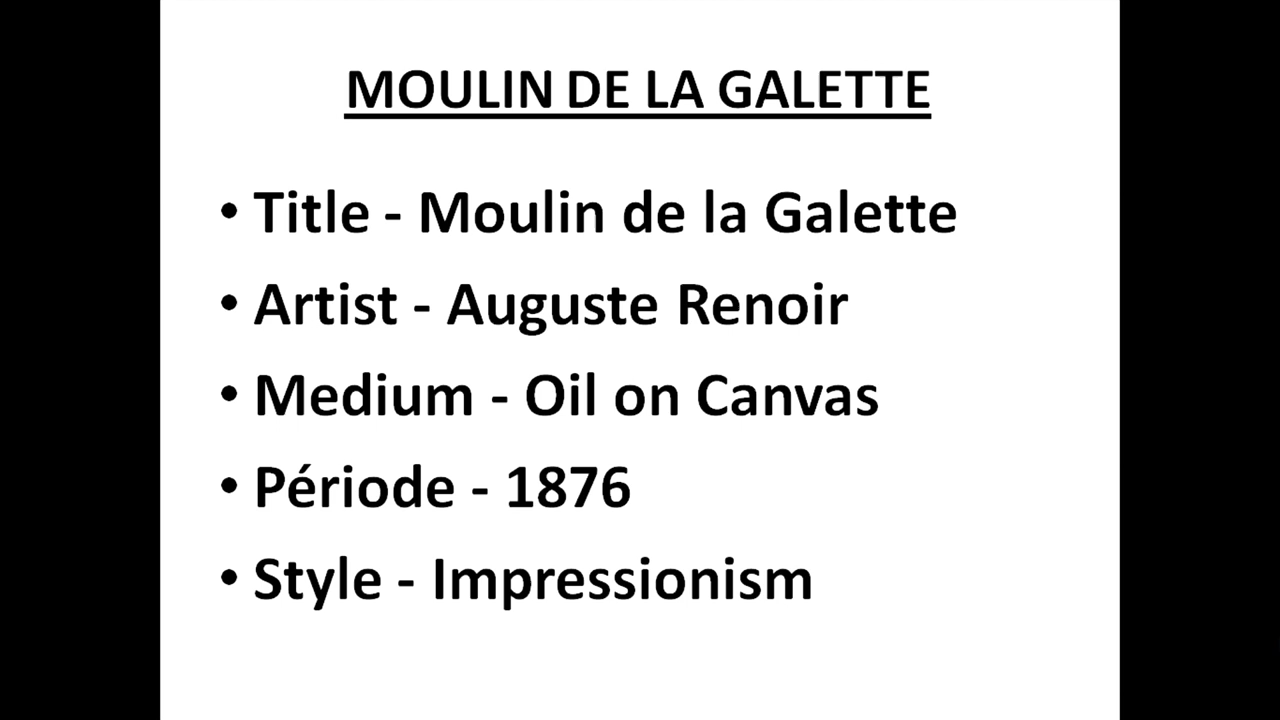 MOULIN DE LA GALETTE
• Title - Moulin de la Galette
• Artist - Auguste Renoir
• Medium - Oil on Canvas
• Période - 1876
• Style - Impressionism